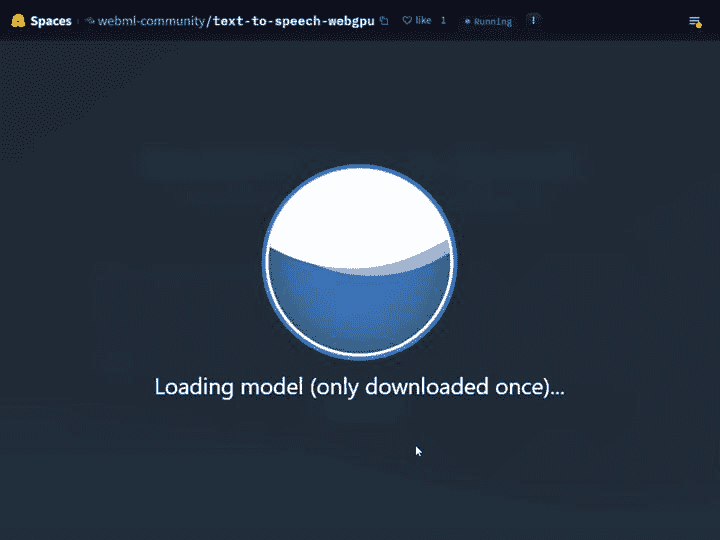 Spaces webml-community/text-to-speech-webgpu like 1 Running
Loading model (only downloaded once)...